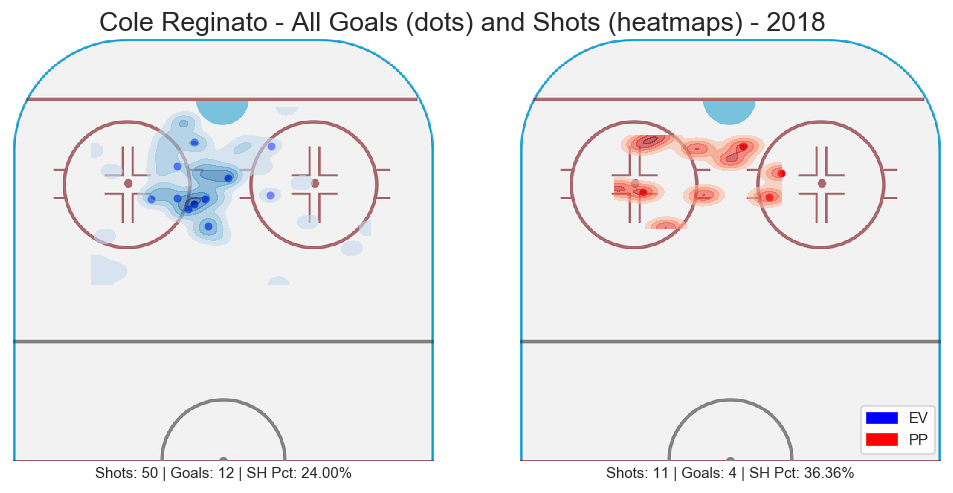 Cole Reginato - All Goals (dots) and Shots (heatmaps) - 2018
EV
PP
Shots: 50 | Goals: 12 | SH Pct: 24.00%
Shots: 11 | Goals: 4 | SH Pct: 36.36%